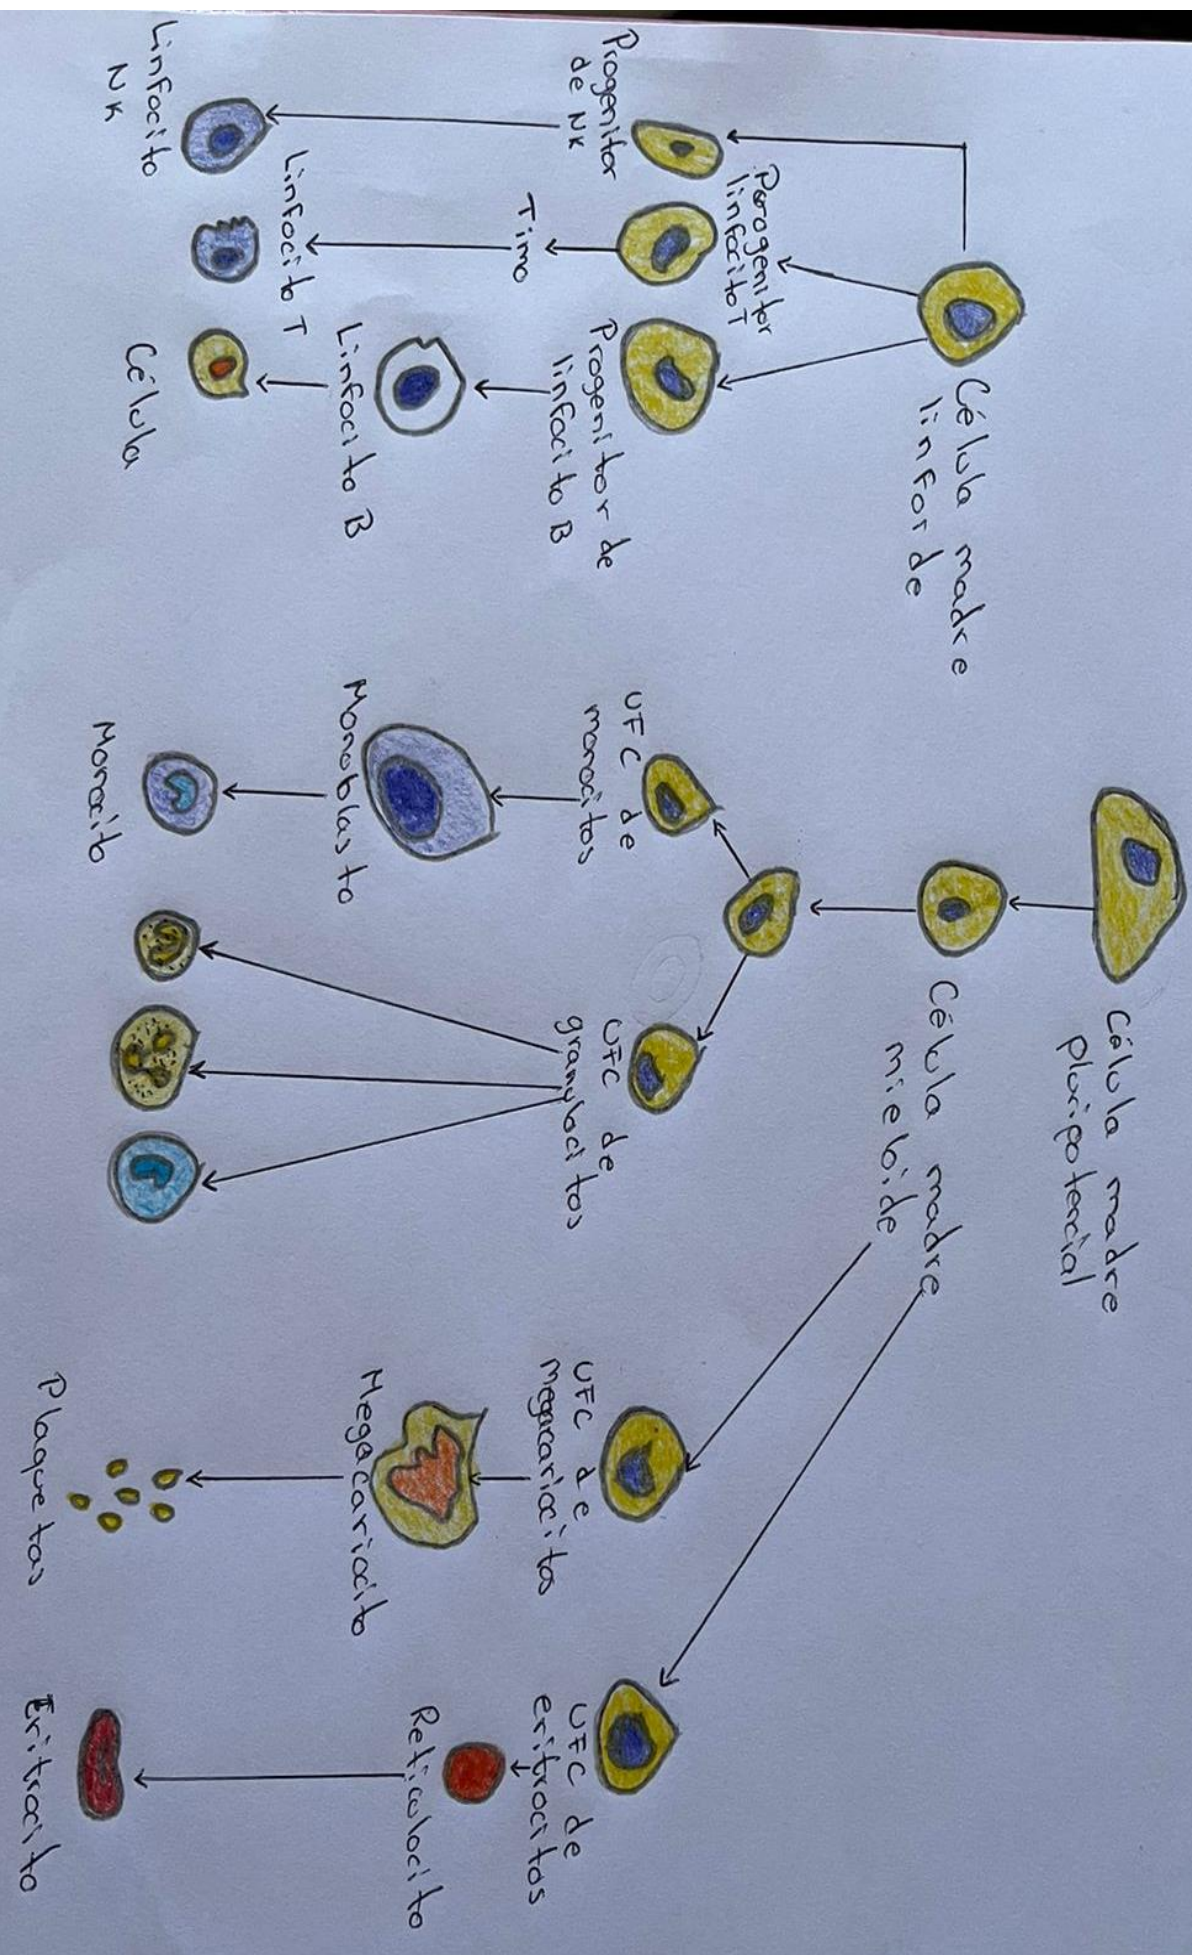 Célula madre
pluripotencial
Célula madre
linfoide
Célula madre
mieloide
Progenitor
de NK
Parogenitor
linfocito T
Timo
Progenitor de
linfocito B
UFC de
monocitos
UFC de
granulocitos
UFC de
megacariocitos
UFC de
eritrocitos
Linfocito T
Linfocito B
Monoblasto
Megacariocito
Reticulocito
Linfocito
NK
Célula
Monocito
Plaquetas
Eritrocito